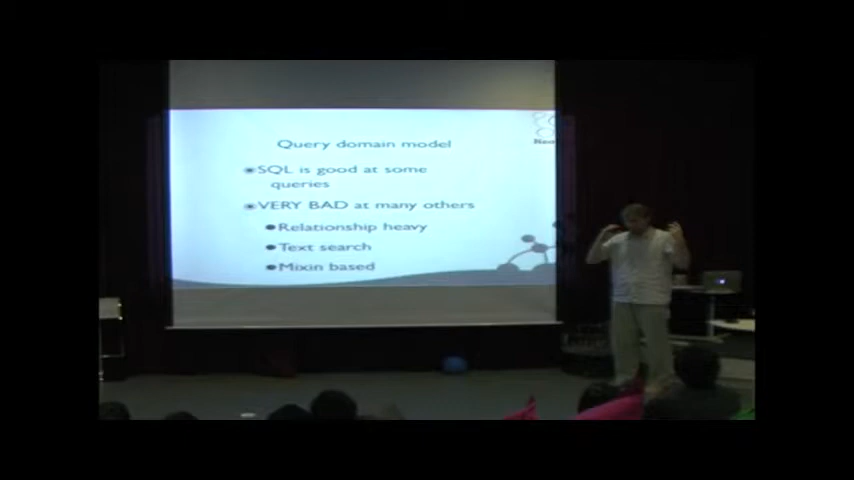 Query domain model
SQL is good at some
queries
VERY BAD at many others
Relationship heavy
Text search
Mixin based